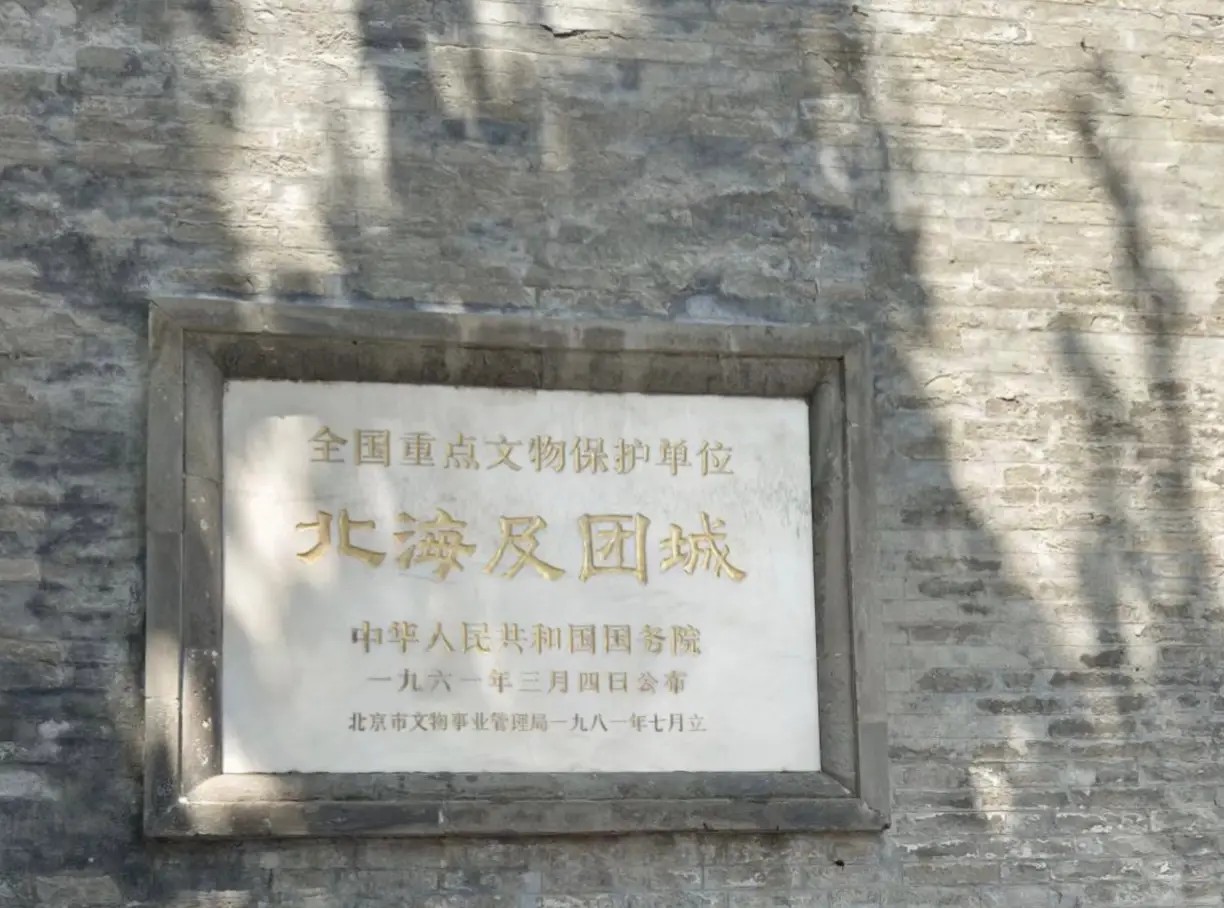 全国重点文物保护单位
北海及团城
中华人民共和国国务院
一九六一年三月四日公布
北京市文物事业管理局一九八一年七月立